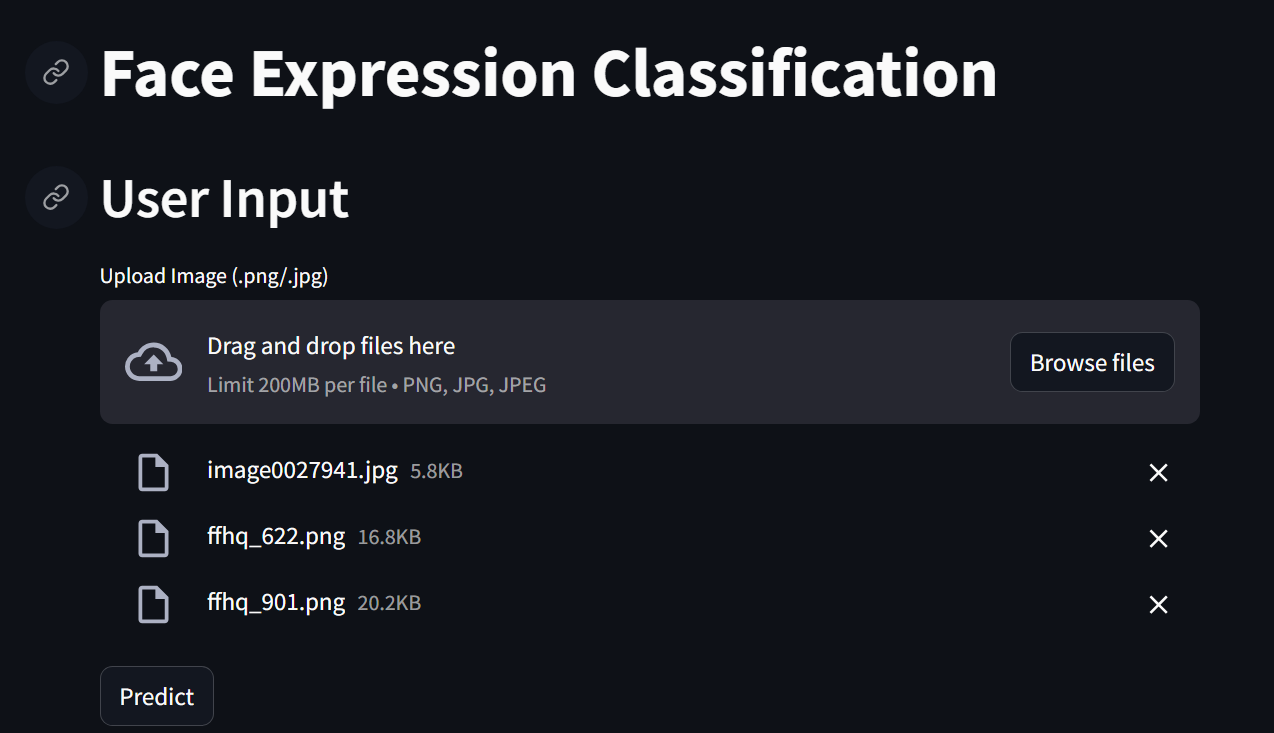 Face Expression Classification
User Input
Upload Image (.png/.jpg)
Drag and drop files here
Limit 200MB per file • PNG, JPG, JPEG
Browse files
image0027941.jpg 5.8KB
ffhq_622.png 16.8KB
ffhq_901.png 20.2KB
Predict